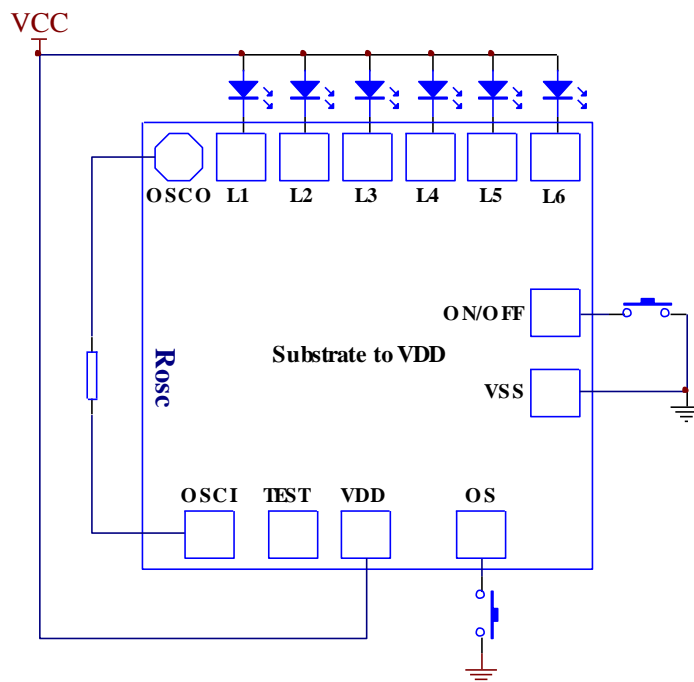 VCC
OSCO L1 L2 L3 L4 L5 L6
ON/OFF
Substrate to VDD
Rosc
VSS
OSCI TEST VDD OS